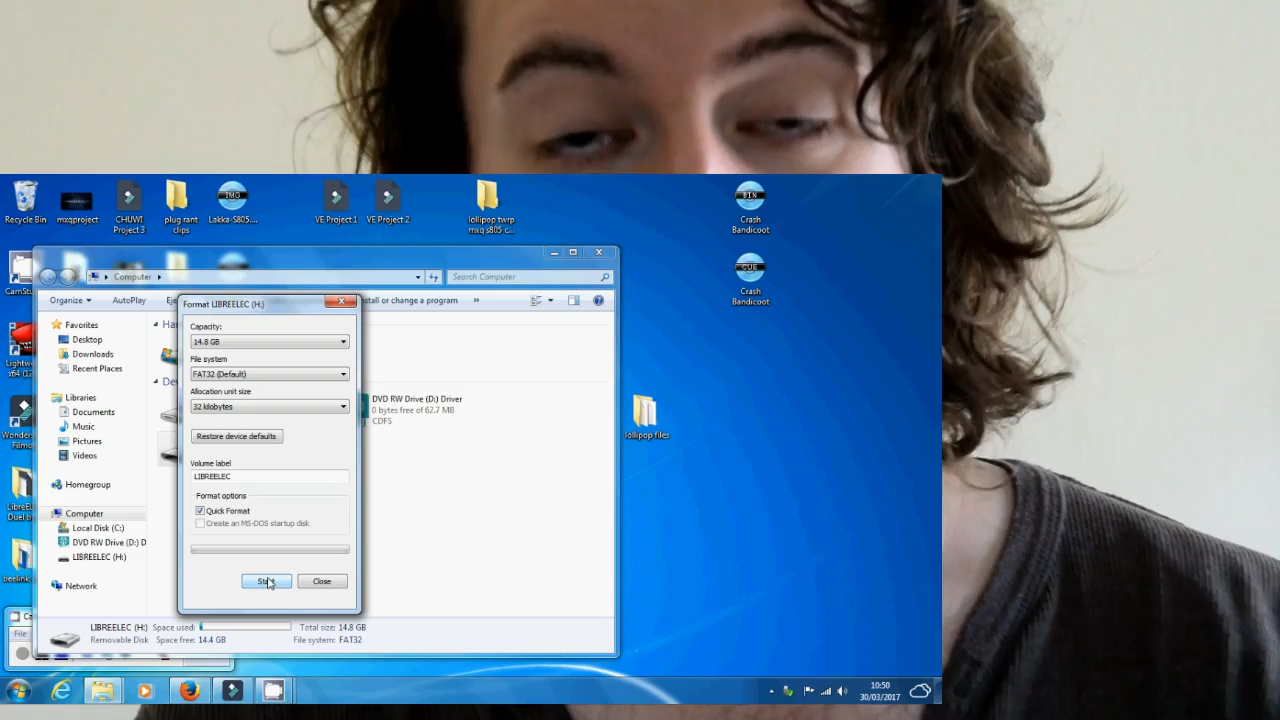 Recycle Bin
mxqproject
CHUWI
Project 3
plug rant
clips
IMG
Lakka-S805....
VE Project 1
VE Project 2
lollipop twrp
mxq s805 c...
BIN
Crash
Bandicoot
CUE
Crash
Bandicoot
lollipop files
Computer
Search Computer
Organize
AutoPlay
install or change a program
»
Favorites
Desktop
Downloads
Recent Places
Libraries
Documents
Music
Pictures
Videos
Homegroup
Computer
Local Disk (C:)
DVD RW Drive (D:) D
LIBREELEC (H:)
Network
DVD RW Drive (D:) Driver
0 bytes free of 62.7 MB
CDFS
Format LIBREELEC (H:)
Capacity:
14.8 GB
File system
FAT32 (Default)
Allocation unit size
32 kilobytes
Restore device defaults
Volume label
LIBREELEC
Format options
Quick Format
Create an MS-DOS startup disk
Start
Close
LIBREELEC (H:) Space used: Total size: 14.8 GB
Removable Disk Space free: 14.4 GB File system: FAT32
File
10:50
30/03/2017